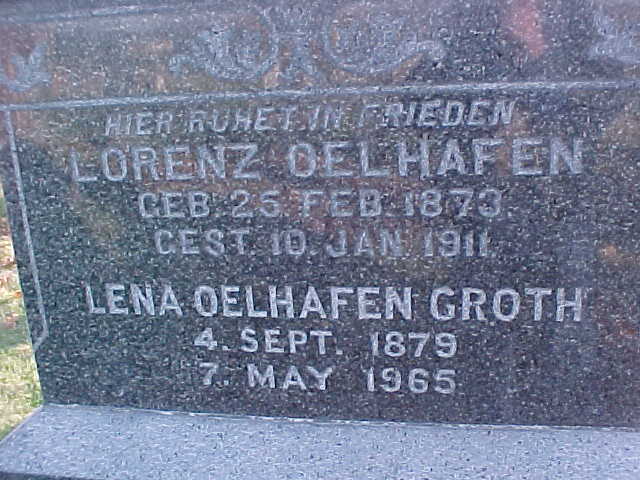 HIER RUHET IN FRIEDEN
LORENZ OELHAFEN
GEB. 25. FEB. 1873.
GEST. 10. JAN. 1911.
LENA OELHAFEN GROTH
4. SEPT. 1879
7. MAY 1965